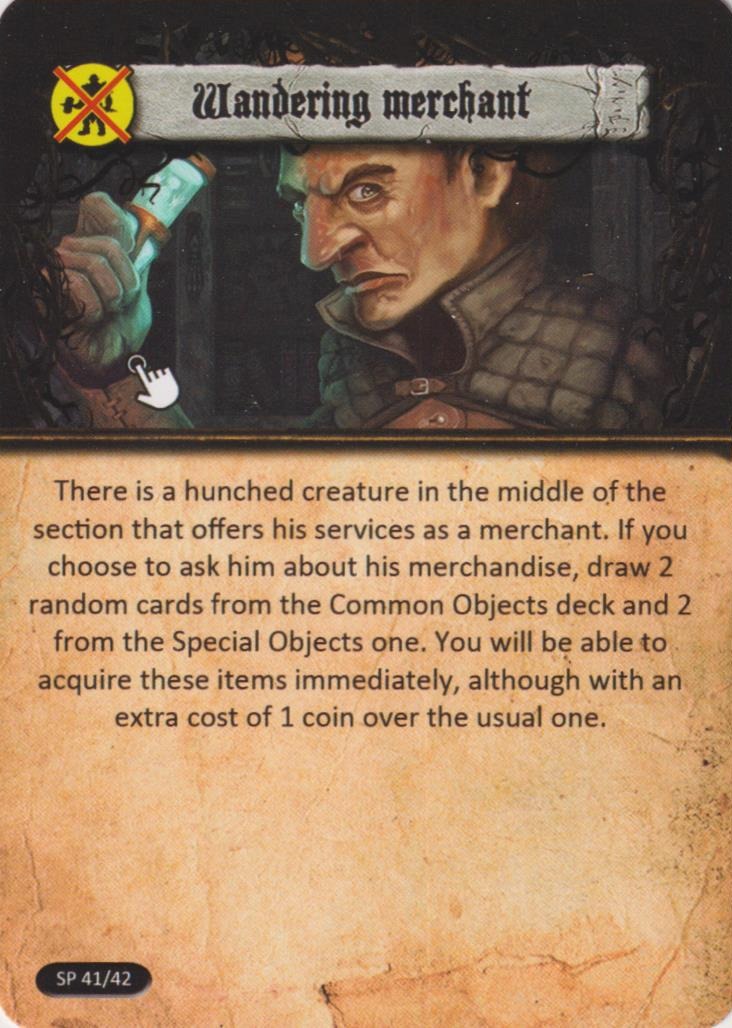 Wandering merchant
There is a hunched creature in the middle of the
section that offers his services as a merchant. If you
choose to ask him about his merchandise, draw 2
random cards from the Common Objects deck and 2
from the Special Objects one. You will be able to
acquire these items immediately, although with an
extra cost of 1 coin over the usual one.
SP 41/42